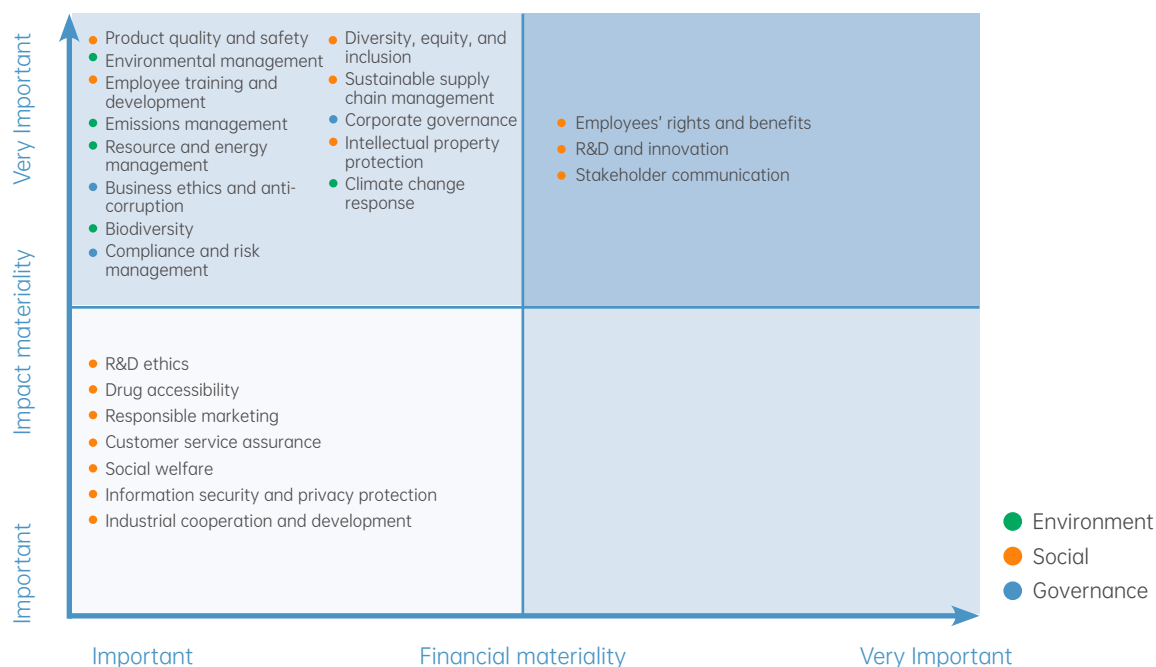 Very Important
Impact materiality
Important
Product quality and safety
Environmental management
Employee training and
development
Emissions management
Resource and energy
management
Business ethics and anti-
corruption
Biodiversity
Compliance and risk
management
Diversity, equity, and
inclusion
Sustainable supply
chain management
Corporate governance
Intellectual property
protection
Climate change
response
Employees' rights and benefits
R&D and innovation
Stakeholder communication
R&D ethics
Drug accessibility
Responsible marketing
Customer service assurance
Social welfare
Information security and privacy protection
Industrial cooperation and development
Environment
Social
Governance
Important
Financial materiality
Very Important